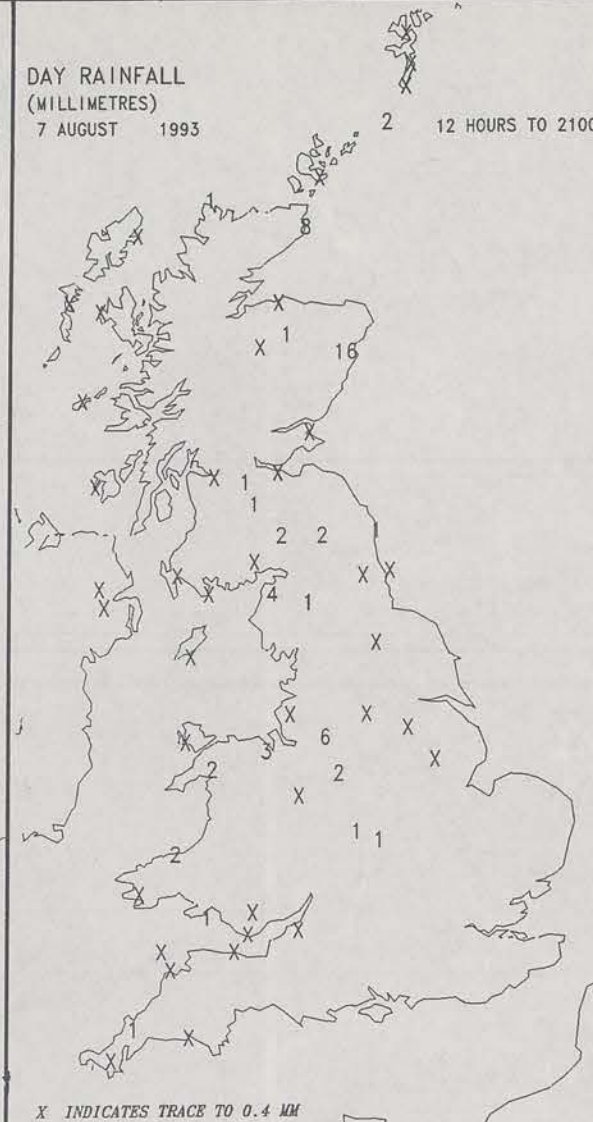 DAY RAINFALL
(MILLIMETRES)
7 AUGUST 1993
2 12 HOURS TO 2100
1
8
X
X
X
X
1
X
16
X
X
X
X
X
1
1
2
2
1
X
X
X
X
X
X
4
1
X
X
X
X
X
X
X
6
X
3
X
2
2
X
1
1
2
X
X
1
X
X
X
X
X
1
X
X
X INDICATES TRACE TO 0.4 MM